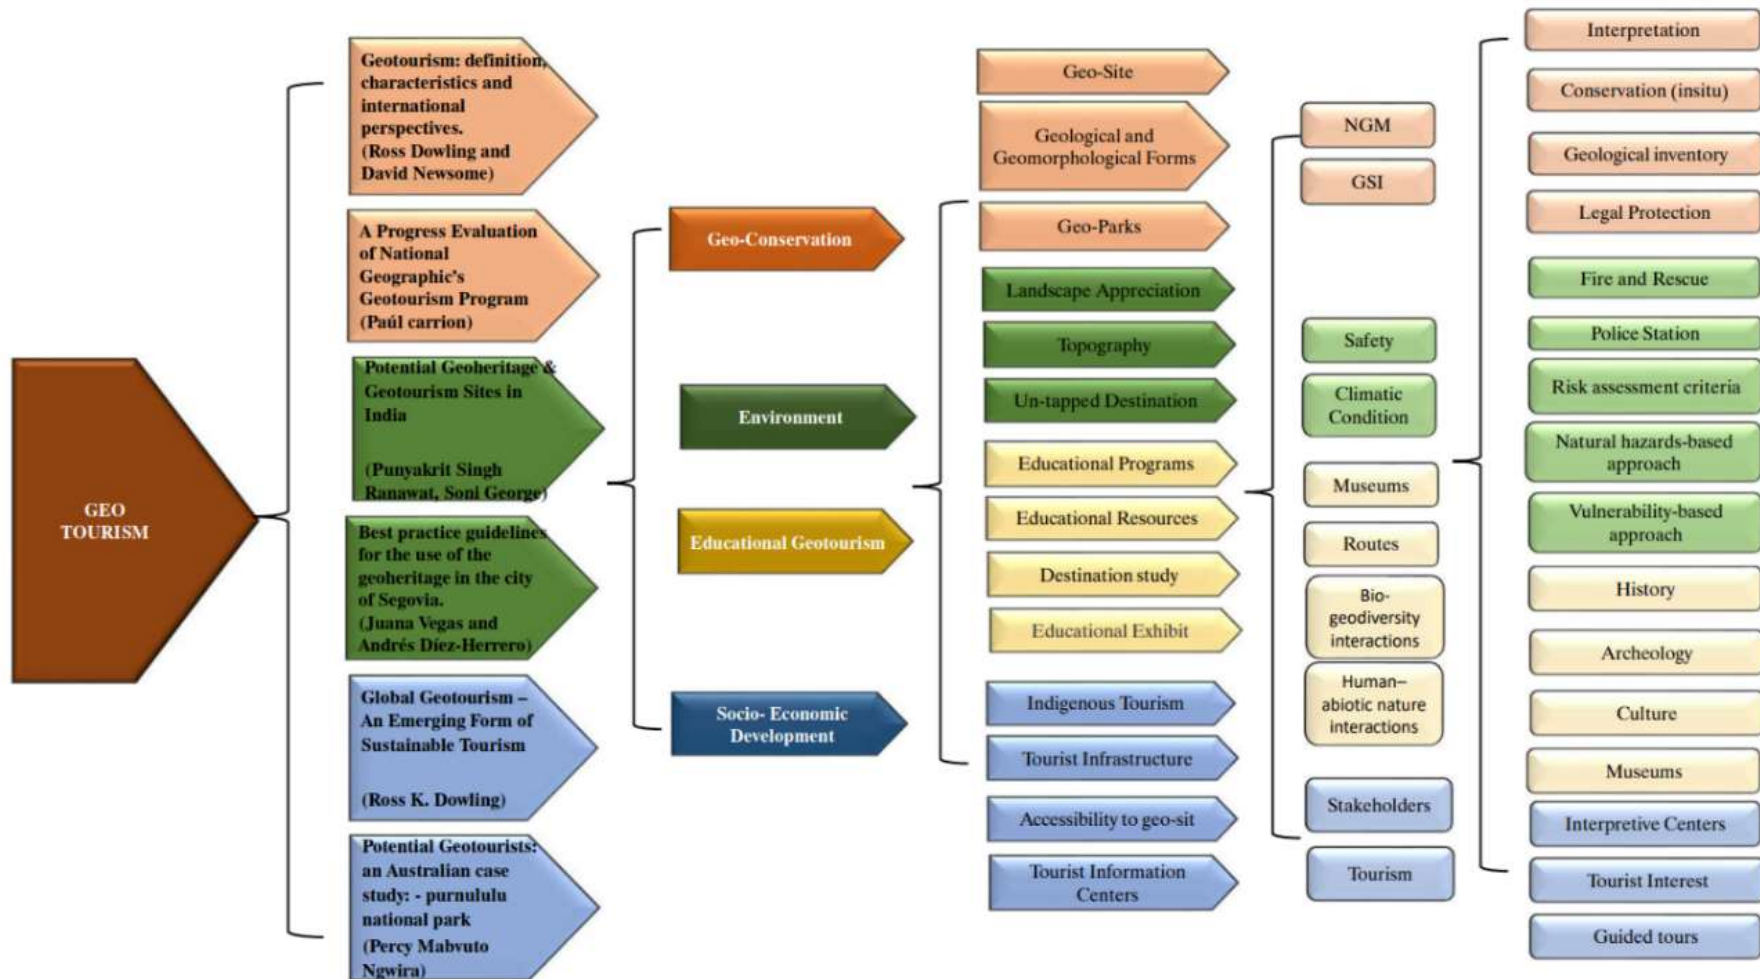 GEO
TOURISM
Geotourism: definition,
characteristics and
international
perspectives.
(Ross Dowling and
David Newsome)
A Progress Evaluation
of National
Geographic's
Geotourism Program
(Paúl carrion)
Potential Geoheritage &
Geotourism Sites in
India
(Punyakrit Singh
Ranawat, Soni George)
Best practice guidelines
for the use of the
geoheritage in the city
of Segovia.
(Juana Vegas and
Andrés Díez-Herrero)
Global Geotourism –
An Emerging Form of
Sustainable Tourism
(Ross K. Dowling)
Potential Geotourists:
an Australian case
study: - purnululu
national park
(Percy Mabvuto
Ngwira)
Geo-Conservation
Environment
Educational Geotourism
Socio- Economic
Development
Geo-Site
Geological and
Geomorphological Forms
Geo-Parks
Landscape Appreciation
Topography
Un-tapped Destination
Educational Programs
Educational Resources
Destination study
Educational Exhibit
Indigenous Tourism
Tourist Infrastructure
Accessibility to geo-sit
Tourist Information
Centers
NGM
GSI
Safety
Climatic
Condition
Museums
Routes
Bio-
geodiversity
interactions
Human–
abiotic nature
interactions
Stakeholders
Tourism
Interpretation
Conservation (insitu)
Geological inventory
Legal Protection
Fire and Rescue
Police Station
Risk assessment criteria
Natural hazards-based
approach
Vulnerability-based
approach
History
Archeology
Culture
Museums
Interpretive Centers
Tourist Interest
Guided tours